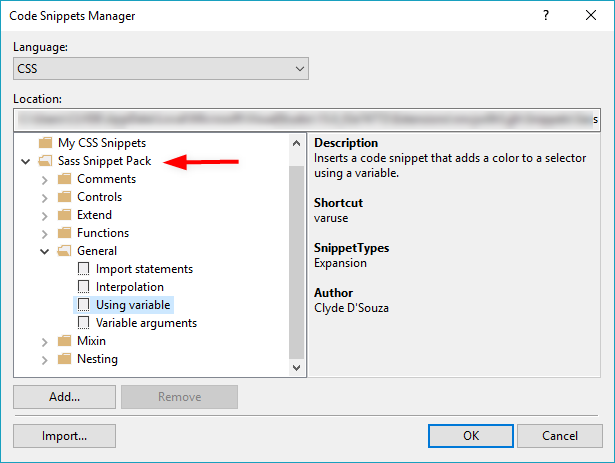 Code Snippets Manager
?
Language:
CSS
Location:
My CSS Snippets
Sass Snippet Pack
Comments
Controls
Extend
Functions
General
Import statements
Interpolation
Using variable
Variable arguments
Mixin
Nesting
Description
Inserts a code snippet that adds a color to a selector
using a variable.
Shortcut
varuse
SnippetTypes
Expansion
Author
Clyde D'Souza
Add...
Remove
Import...
OK
Cancel